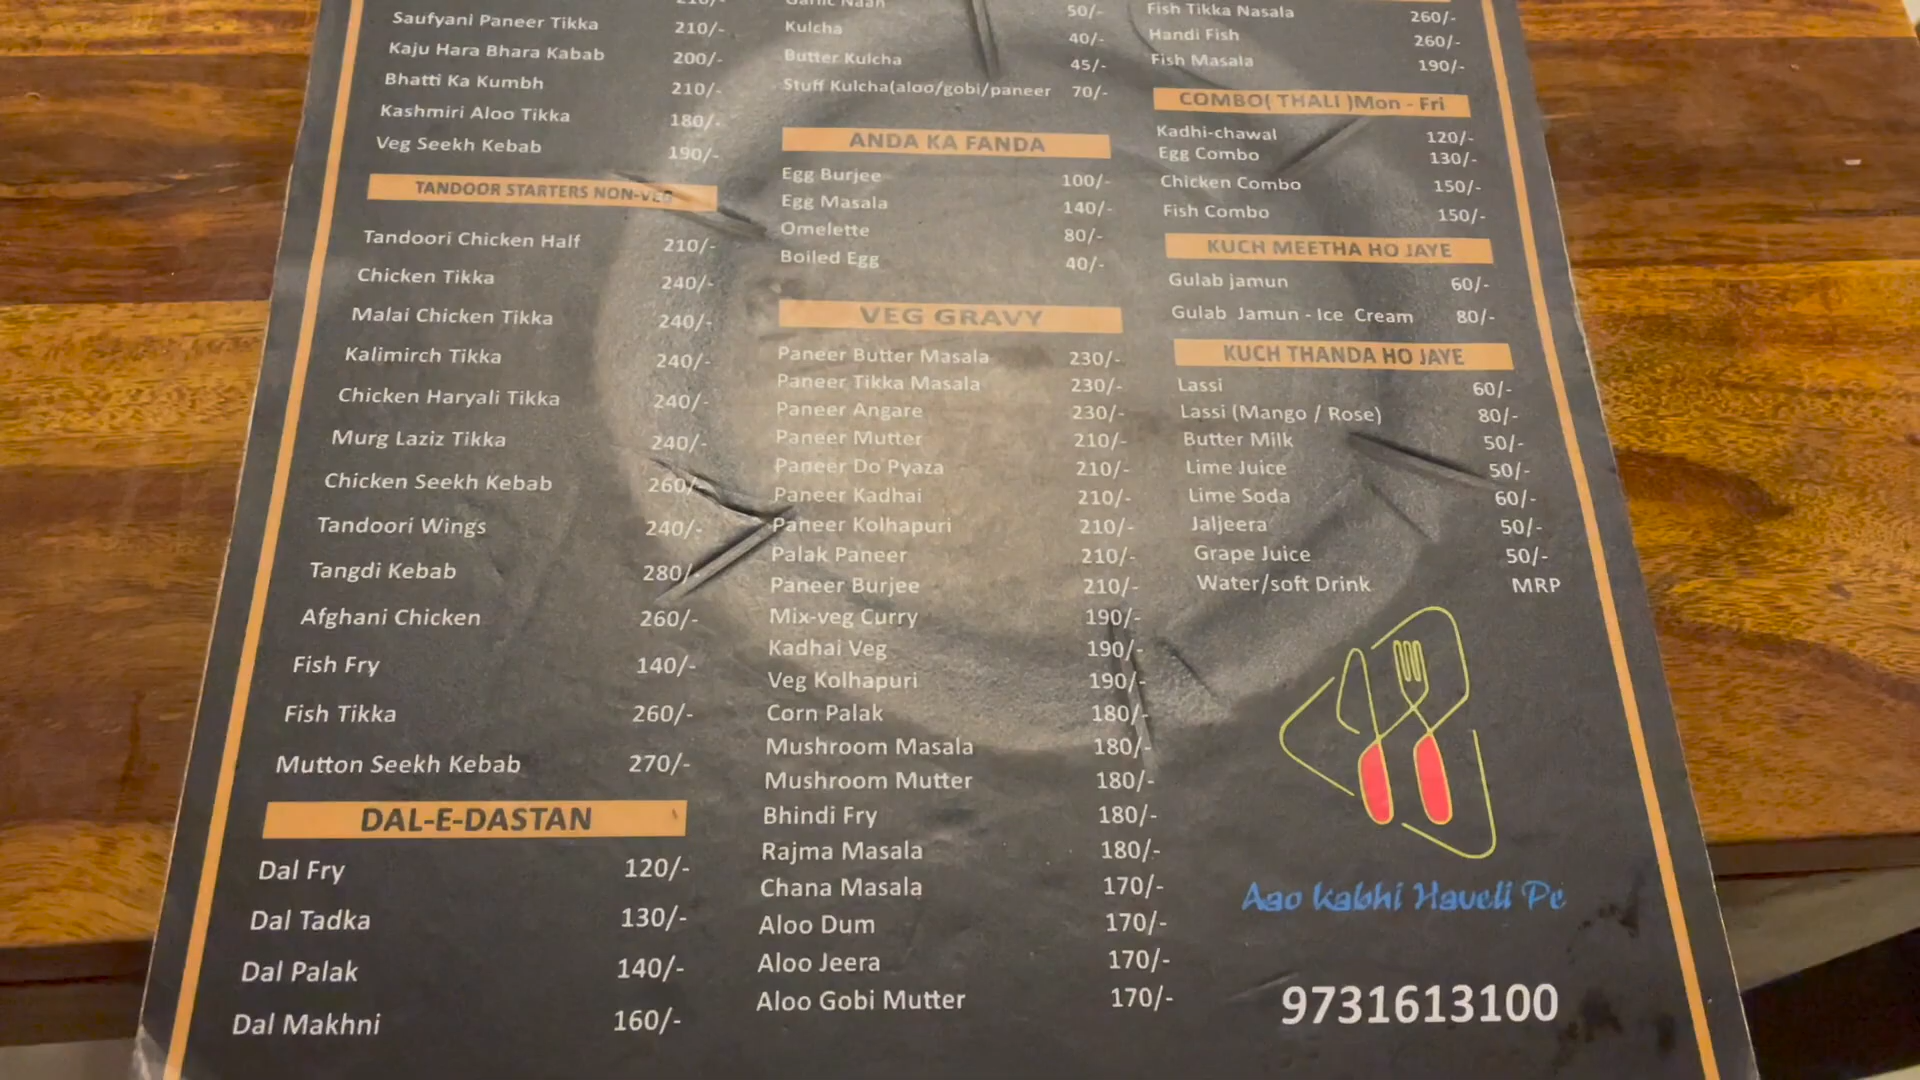 Saufyani Paneer Tikka 210/-
Kaju Hara Bhara Kabab 200/-
Bhatti Ka Kumbh 210/-
Kashmiri Aloo Tikka 180/-
Veg Seekh Kebab 190/-
TANDOOR STARTERS NON-VEG
Tandoori Chicken Half 210/-
Chicken Tikka 240/-
Malai Chicken Tikka 240/-
Kalimirch Tikka 240/-
Chicken Haryali Tikka 240/-
Murg Laziz Tikka 240/-
Chicken Seekh Kebab 260/-
Tandoori Wings 240/-
Tangdi Kebab 280/-
Afghani Chicken 260/-
Fish Fry 140/-
Fish Tikka 260/-
Mutton Seekh Kebab 270/-
DAL-E-DASTAN
Dal Fry 120/-
Dal Tadka 130/-
Dal Palak 140/-
Dal Makhni 160/-
Garlic Naan 50/-
Kulcha 40/-
Butter Kulcha 45/-
Stuff Kulcha(aloo/gobi/paneer 70/-
ANDA KA FANDA
Egg Burjee 100/-
Egg Masala 140/-
Omelette 80/-
Boiled Egg 40/-
VEG GRAVY
Paneer Butter Masala 230/-
Paneer Tikka Masala 230/-
Paneer Angare 230/-
Paneer Mutter 210/-
Paneer Do Pyaza 210/-
Paneer Kadhai 210/-
Paneer Kolhapuri 210/-
Palak Paneer 210/-
Paneer Burjee 210/-
Mix-veg Curry 190/-
Kadhai Veg 190/-
Veg Kolhapuri 190/-
Corn Palak 180/-
Mushroom Masala 180/-
Mushroom Mutter 180/-
Bhindi Fry 180/-
Rajma Masala 180/-
Chana Masala 170/-
Aloo Dum 170/-
Aloo Jeera 170/-
Aloo Gobi Mutter 170/-
Fish Tikka Nasala 260/-
Handi Fish 260/-
Fish Masala 190/-
COMBO( THALI )Mon - Fri
Kadhi-chawal 120/-
Egg Combo 130/-
Chicken Combo 150/-
Fish Combo 150/-
KUCH MEETHA HO JAYE
Gulab jamun 60/-
Gulab Jamun - Ice Cream 80/-
KUCH THANDA HO JAYE
Lassi 60/-
Lassi (Mango / Rose) 80/-
Butter Milk 50/-
Lime Juice 50/-
Lime Soda 60/-
Jaljeera 50/-
Grape Juice 50/-
Water/soft Drink MRP
Aao Kabhi Haveli Pe
9731613100